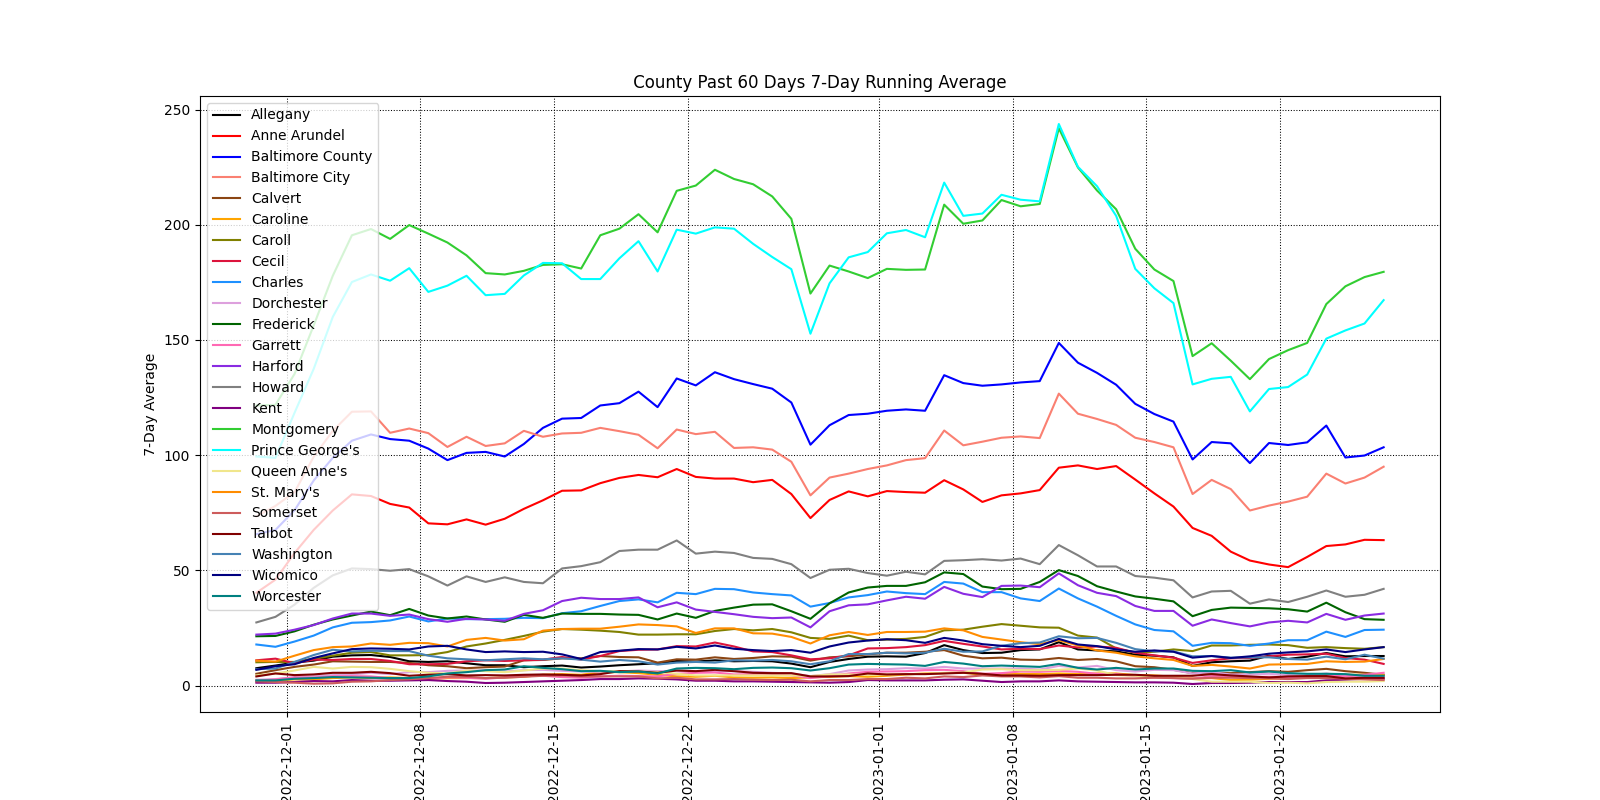 County Past 60 Days 7-Day Running Average
250
200
150
100
50
0
7-Day Average
Allegany
Anne Arundel
Baltimore County
Baltimore City
Calvert
Caroline
Caroll
Cecil
Charles
Dorchester
Frederick
Garrett
Harford
Howard
Kent
Montgomery
Prince George's
Queen Anne's
St. Mary's
Somerset
Talbot
Washington
Wicomico
Worcester
2022-12-01
2022-12-08
2022-12-15
2022-12-22
2023-01-01
2023-01-08
2023-01-15
2023-01-22